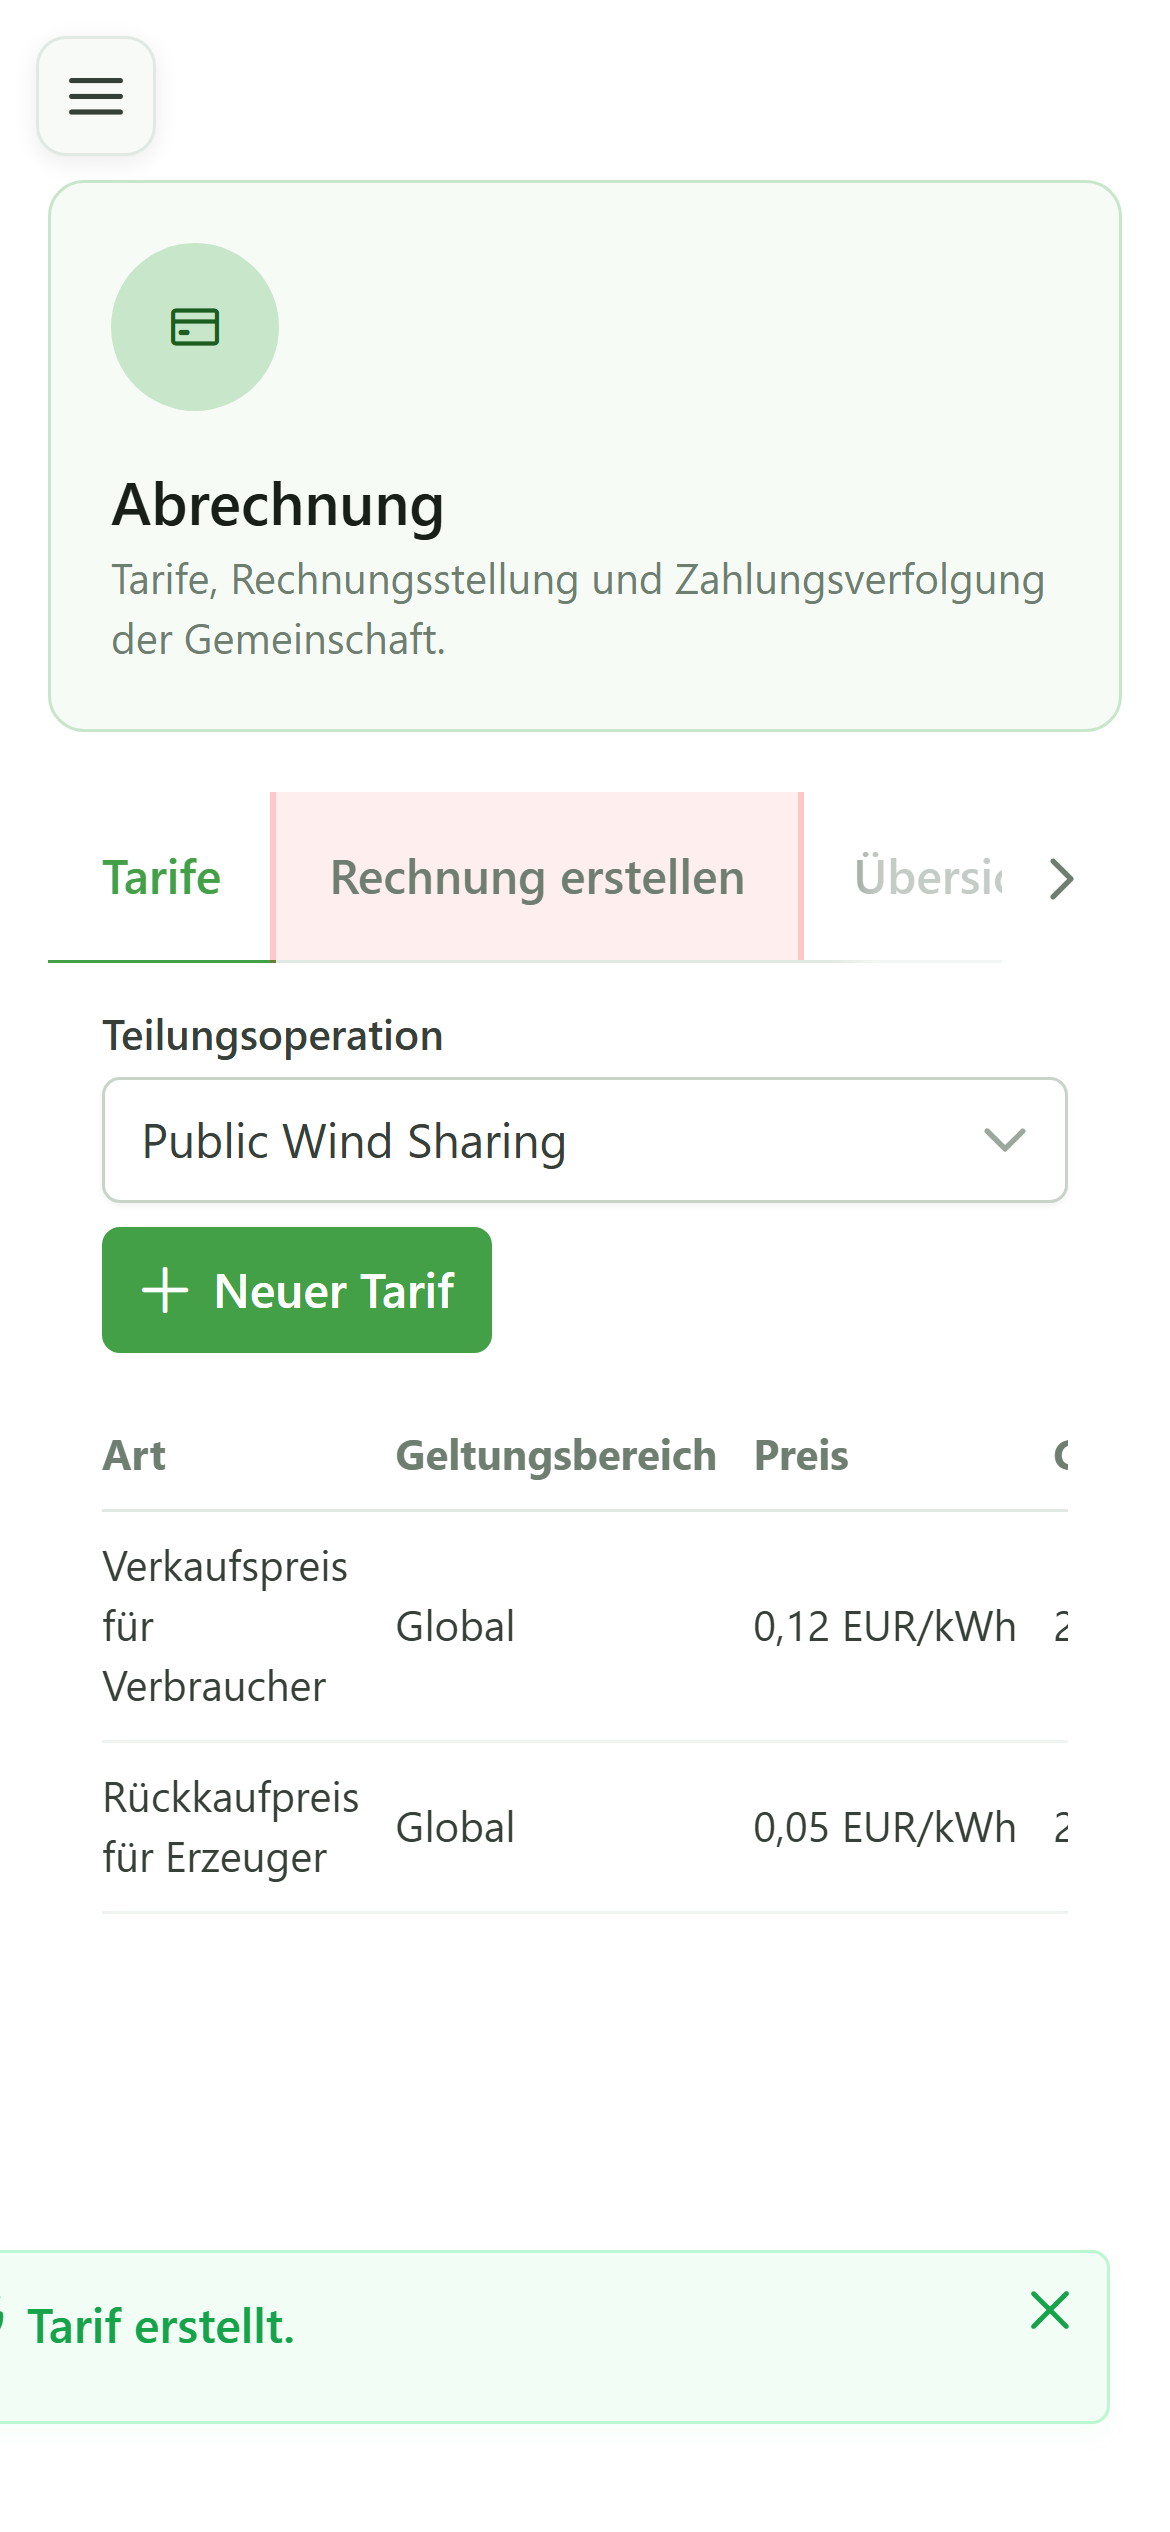 Abrechnung
Tarife, Rechnungsstellung und Zahlungsverfolgung
der Gemeinschaft.
Tarife Rechnung erstellen
Teilungsoperation
Public Wind Sharing
Neuer Tarif
Art Geltungsbereich Preis
Verkaufspreis
für
Verbraucher
Global 0,12 EUR/kWh
Rückkaufpreis
für Erzeuger
Global 0,05 EUR/kWh
Tarif erstellt.